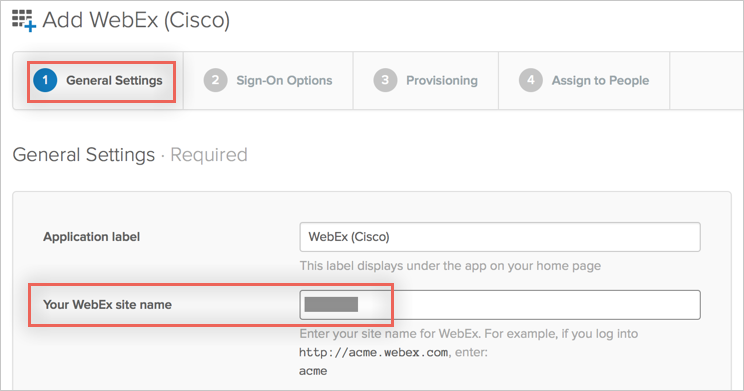 Add WebEx (Cisco)
1 General Settings
2 Sign-On Options
3 Provisioning
4 Assign to People
General Settings · Required
Application label
WebEx (Cisco)
This label displays under the app on your home page
Your WebEx site name
Enter your site name for WebEx. For example, if you log into
http://acme.webex.com, enter:
acme